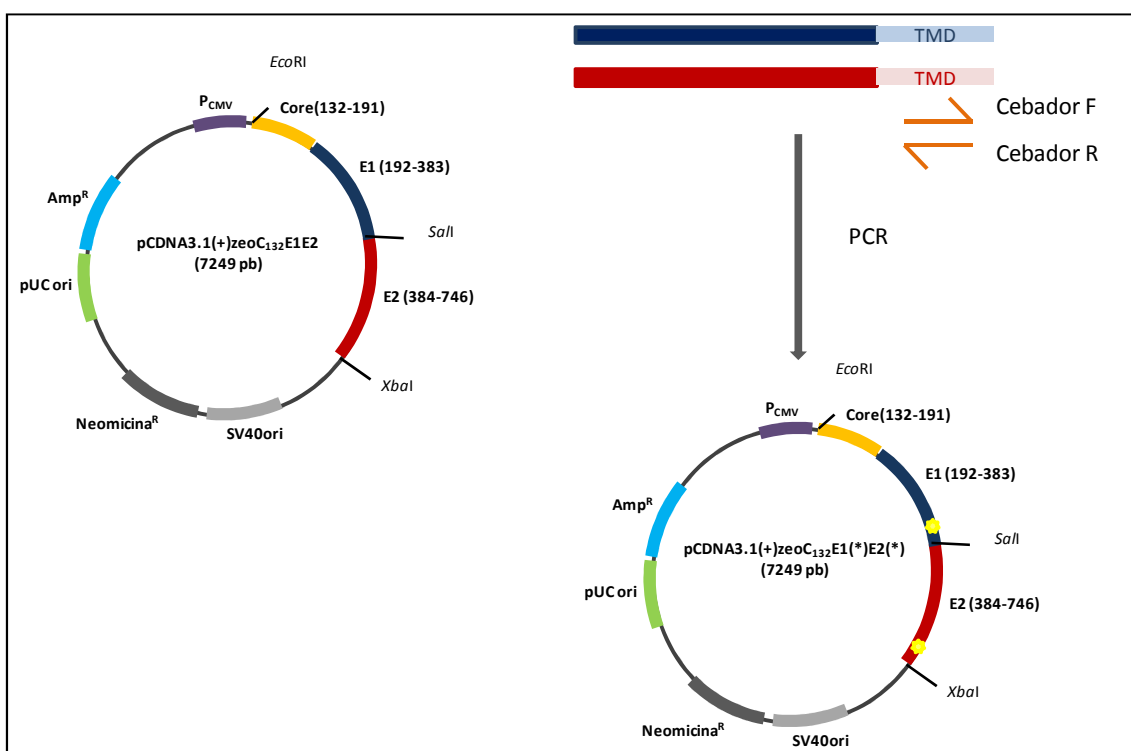 EcoRI
PCMV
Core(132-191)
E1 (192-383)
AmpR
SalI
pCDNA3.1(+)zeoC132E1E2
(7249 pb)
pUC ori
E2 (384-746)
XbaI
NeomicinaR
SV40ori
TMD
TMD
Cebador F
Cebador R
PCR
EcoRI
PCMV
Core(132-191)
E1 (192-383)
AmpR
SalI
pCDNA3.1(+)zeoC132E1(*)E2(*)
(7249 pb)
pUC ori
E2 (384-746)
XbaI
NeomicinaR
SV40ori